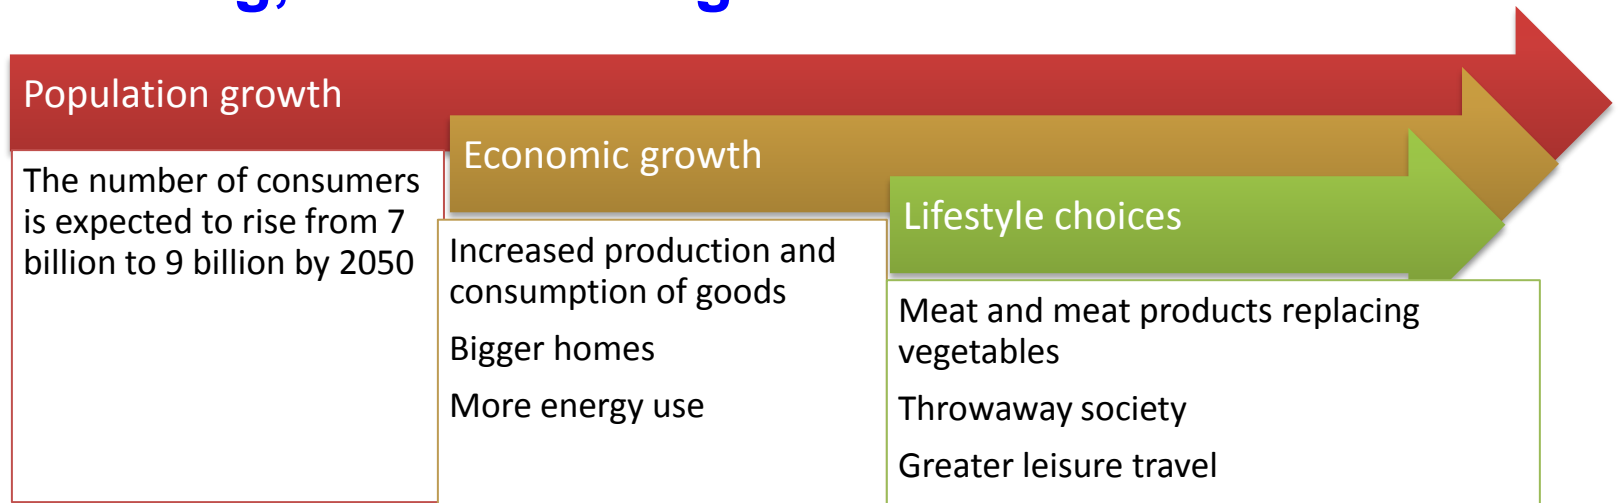 Population growth
The number of consumers
is expected to rise from 7
billion to 9 billion by 2050
Economic growth
Increased production and
consumption of goods
Bigger homes
More energy use
Lifestyle choices
Meat and meat products replacing
vegetables
Throwaway society
Greater leisure travel